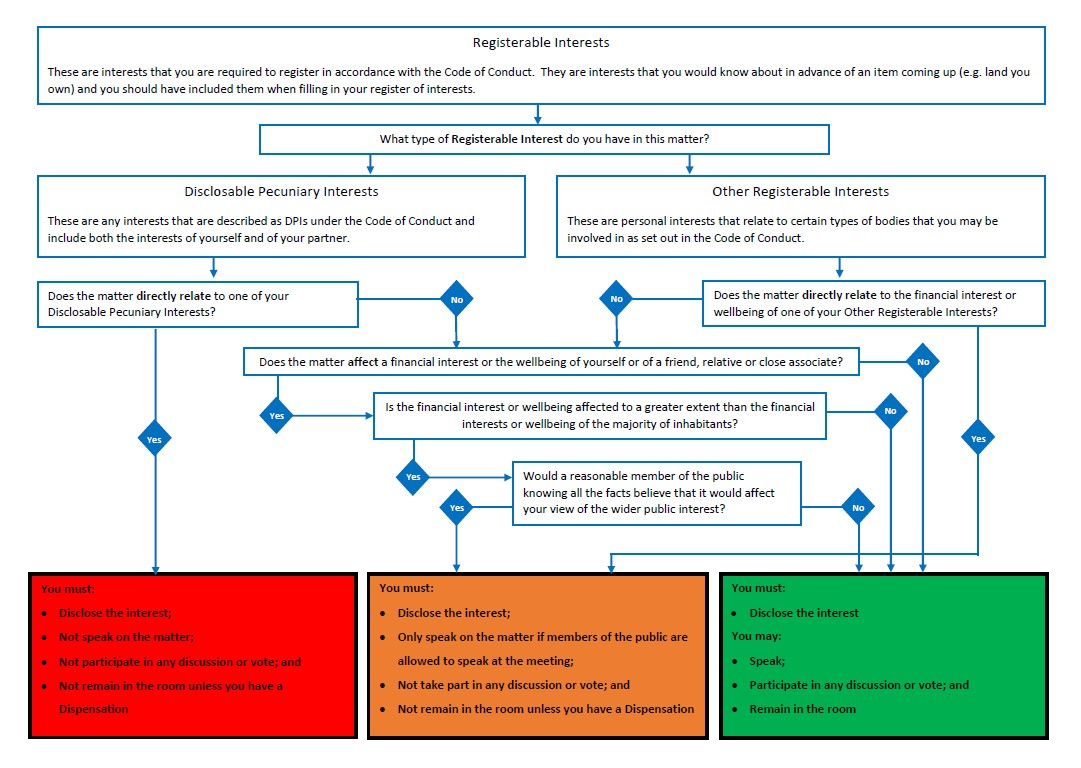 Registerable Interests
These are interests that you are required to register in accordance with the Code of Conduct.  They are interests that you would know about in advance of an item coming up (e.g. land you
own) and you should have included them when filling in your register of interests.
What type of Registerable Interest do you have in this matter?
Disclosable Pecuniary Interests
These are any interests that are described as DPIs under the Code of Conduct and
include both the interests of yourself and of your partner.
Other Registerable Interests
These are personal interests that relate to certain types of bodies that you may be
involved in as set out in the Code of Conduct.
Does the matter directly relate to one of your
Disclosable Pecuniary Interests?
No
No
Does the matter directly relate to the financial interest or
wellbeing of one of your Other Registerable Interests?
Does the matter affect a financial interest or the wellbeing of yourself or of a friend, relative or close associate?
No
Yes
Is the financial interest or wellbeing affected to a greater extent than the financial
interests or wellbeing of the majority of inhabitants?
No
Yes
Yes
Yes
Would a reasonable member of the public
knowing all the facts believe that it would affect
your view of the wider public interest?
Yes
No
You must:
• Disclose the interest;
• Not speak on the matter;
• Not participate in any discussion or vote; and
• Not remain in the room unless you have a
Dispensation
You must:
• Disclose the interest;
• Only speak on the matter if members of the public are
allowed to speak at the meeting;
• Not take part in any discussion or vote; and
• Not remain in the room unless you have a Dispensation
You must:
• Disclose the interest
You may:
• Speak;
• Participate in any discussion or vote; and
• Remain in the room